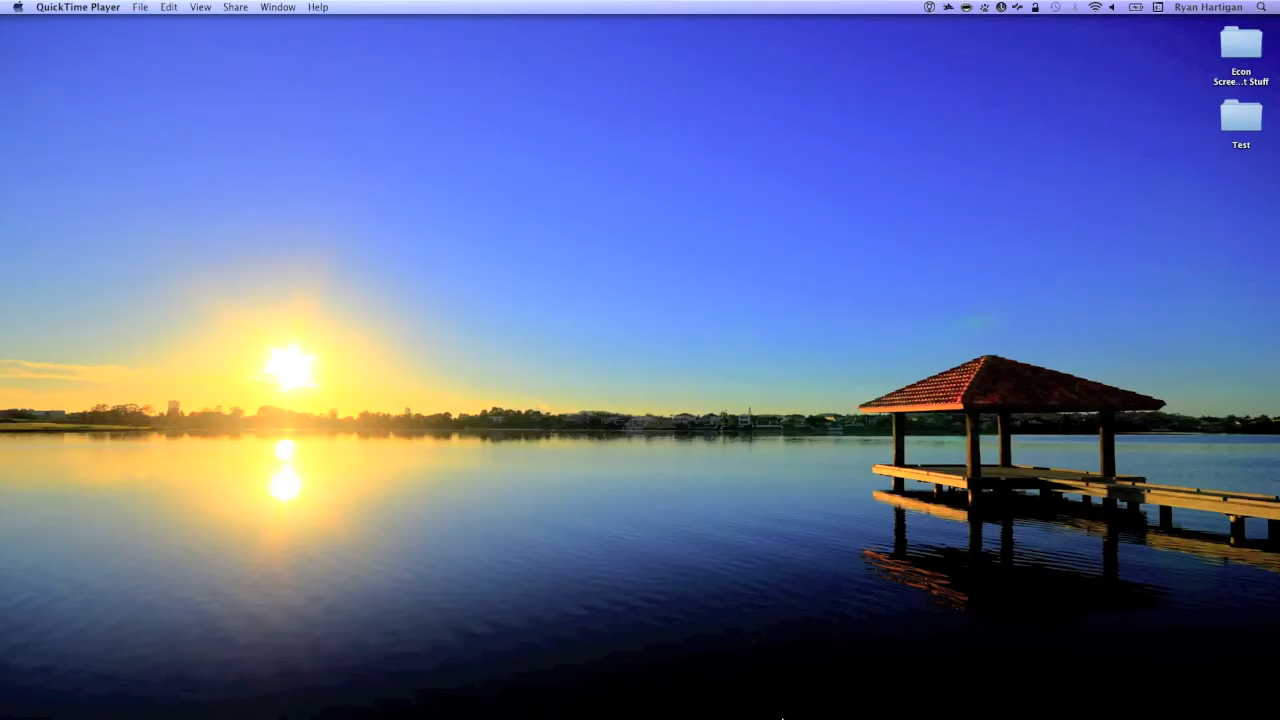 QuickTime Player File Edit View Share Window Help Ryan Hartigan
Econ
Scree...t Stuff
Test